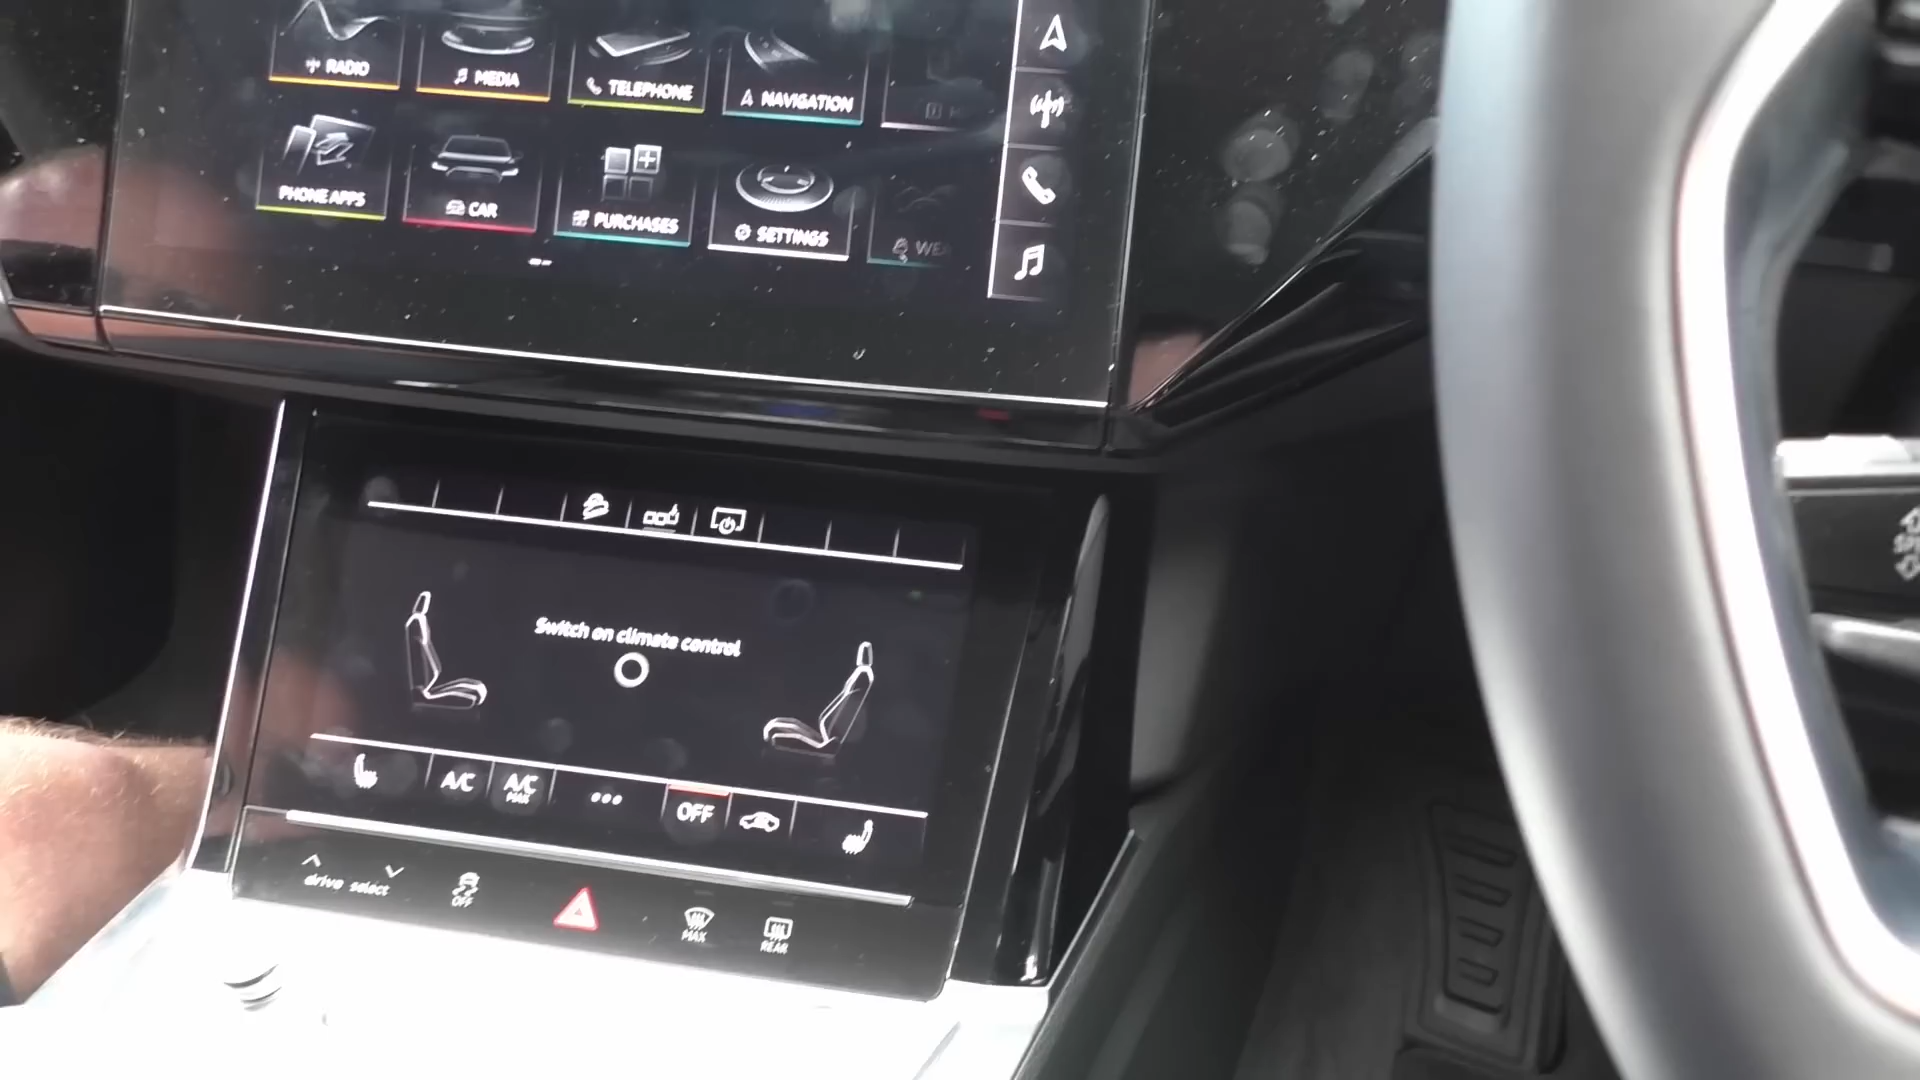 RADIO
MEDIA
TELEPHONE
NAVIGATION
PHONE APPS
CAR
PURCHASES
SETTINGS
Switch on climate control
A/C
A/C
MAX
OFF
drive select
OFF
MAX
REAR